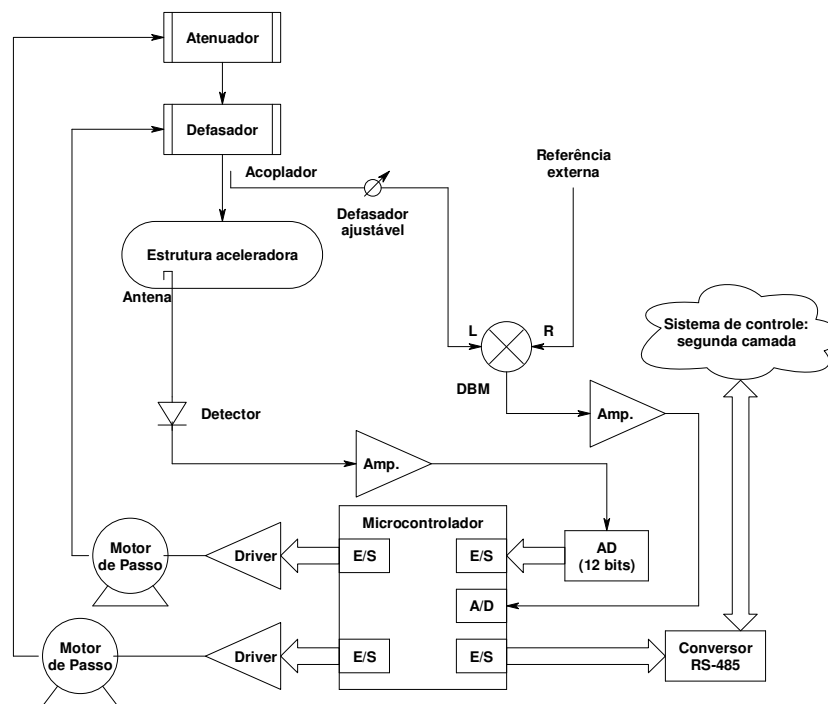 Atenuador
Defasador
Acoplador
Referência
externa
Defasador
ajustável
Estrutura aceleradora
Antena
L
R
DBM
Sistema de controle:
segunda camada
Detector
Amp.
Amp.
Microcontrolador
Motor
de Passo
Driver
E/S
E/S
AD
(12 bits)
A/D
Motor
de Passo
Driver
E/S
E/S
Conversor
RS-485